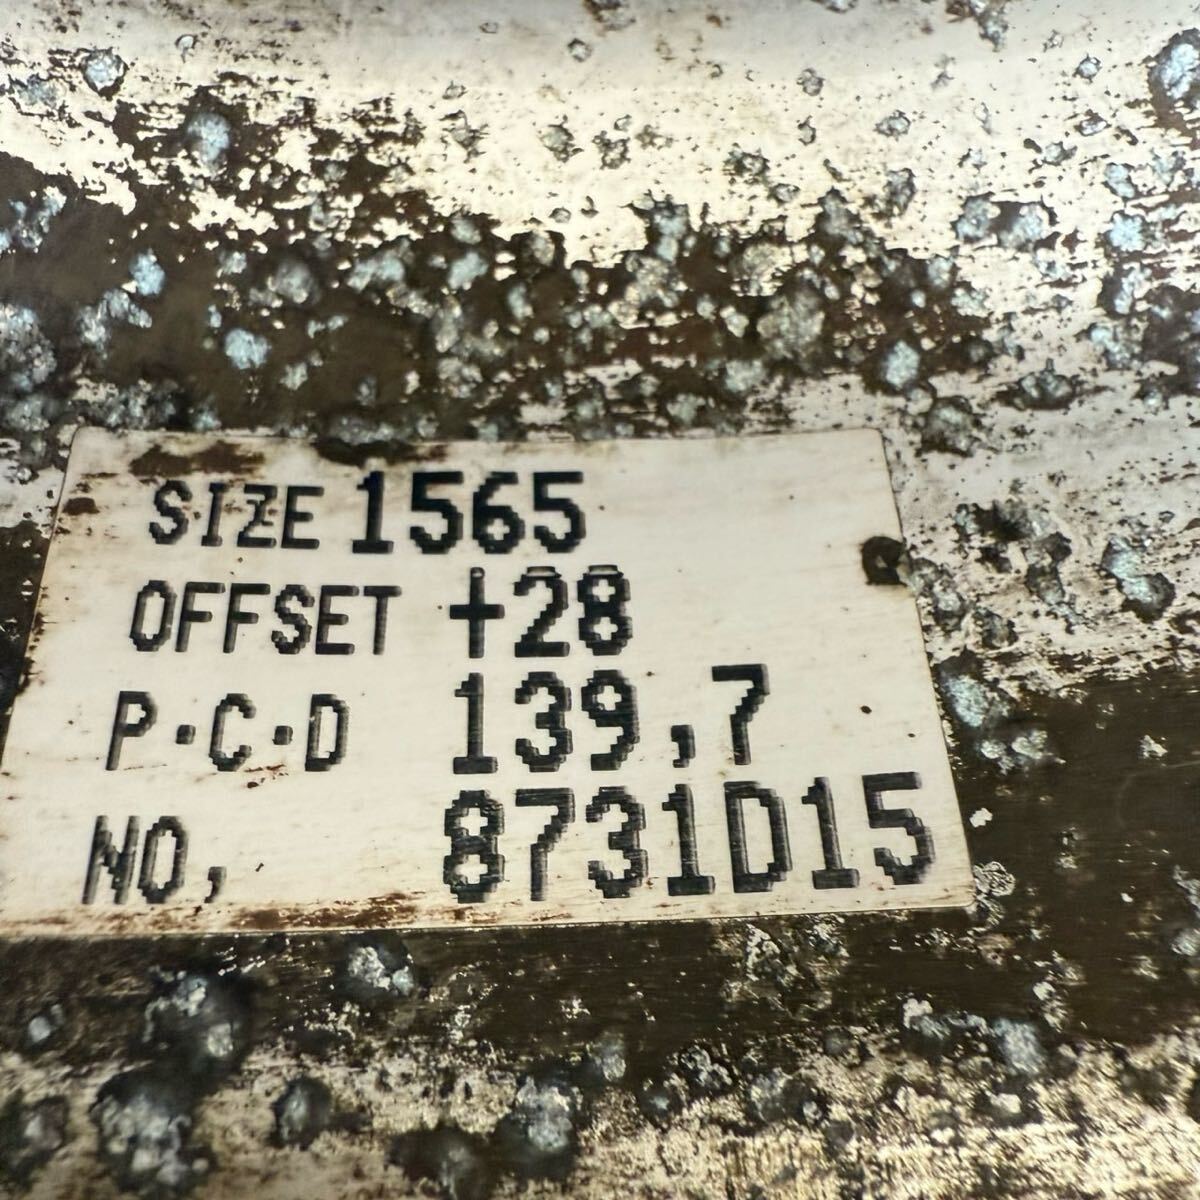 SIZE 1565
OFFSET +28
P.C.D 139,7
NO, 8731D15